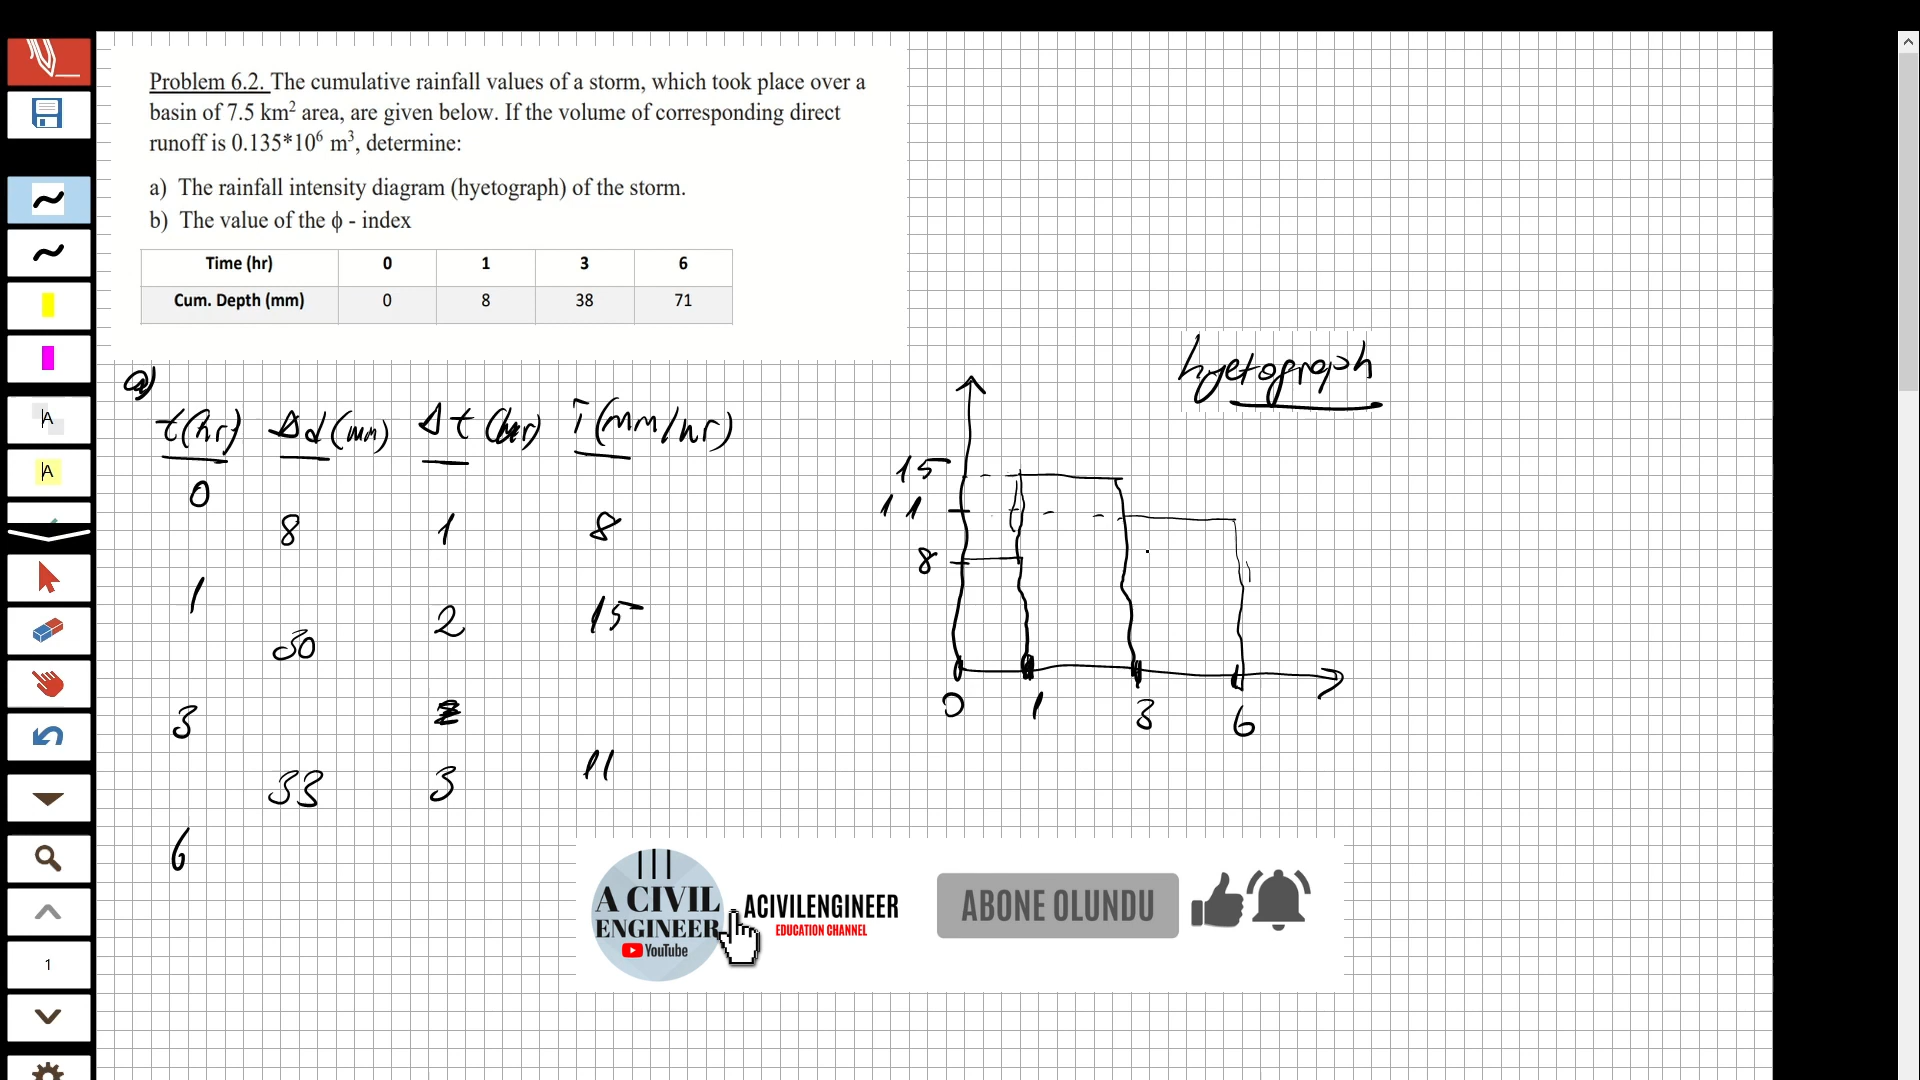 Problem 6.2. The cumulative rainfall values of a storm, which took place over a
basin of 7.5 km² area, are given below. If the volume of corresponding direct
runoff is 0.135*10⁶ m³, determine:
a) The rainfall intensity diagram (hyetograph) of the storm.
b) The value of the ϕ - index
Time (hr) 0 1 3 6
Cum. Depth (mm) 0 8 38 71
a)
t(hr) Δd(mm) Δt(hr) i(mm/hr)
0
8 1 8
1
30 2 15
3
33 3 11
6
hyetograph
15
11
8
0 1 3 6
A CIVIL
ENGINEER
YouTube
ACIVILENGINEER
EDUCATION CHANNEL
ABONE OLUNDU
A
A
1